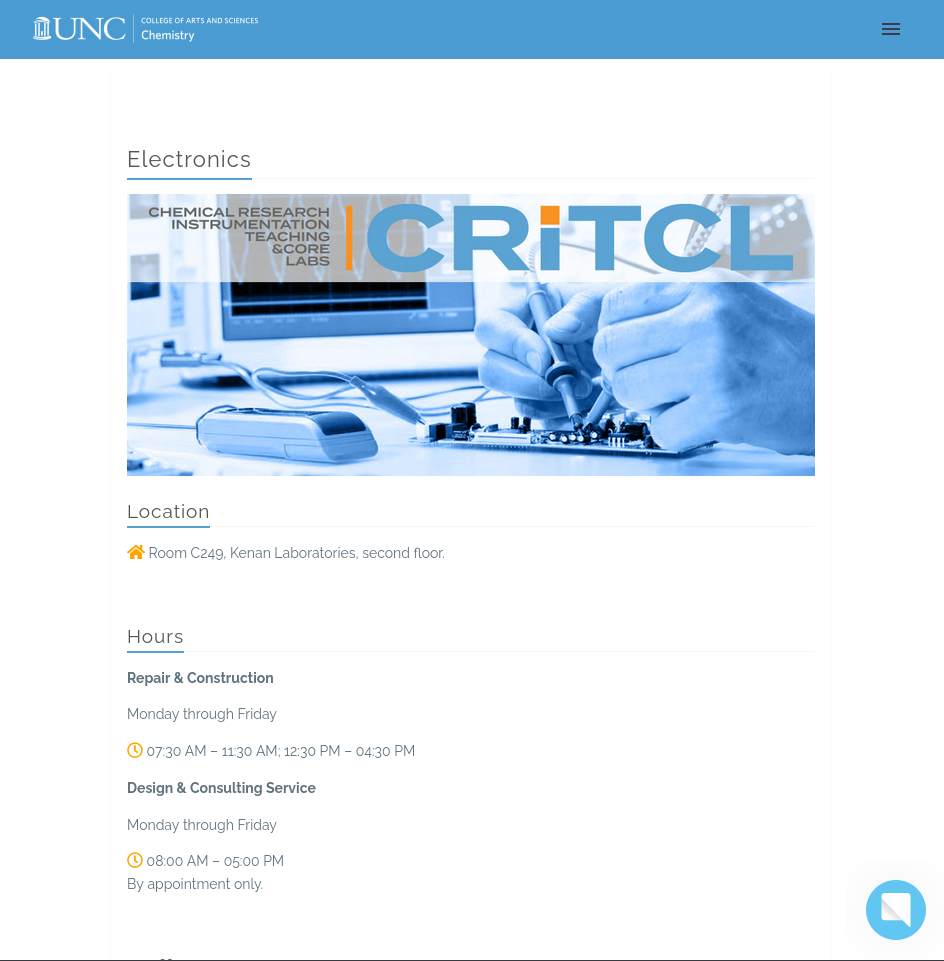 UNC
COLLEGE OF ARTS AND SCIENCES
Chemistry
Electronics
CHEMICAL RESEARCH
INSTRUMENTATION
TEACHING
&CORE
LABS
CRiTCL
Location
Room C249, Kenan Laboratories, second floor.
Hours
Repair & Construction
Monday through Friday
07:30 AM – 11:30 AM; 12:30 PM – 04:30 PM
Design & Consulting Service
Monday through Friday
08:00 AM – 05:00 PM
By appointment only.